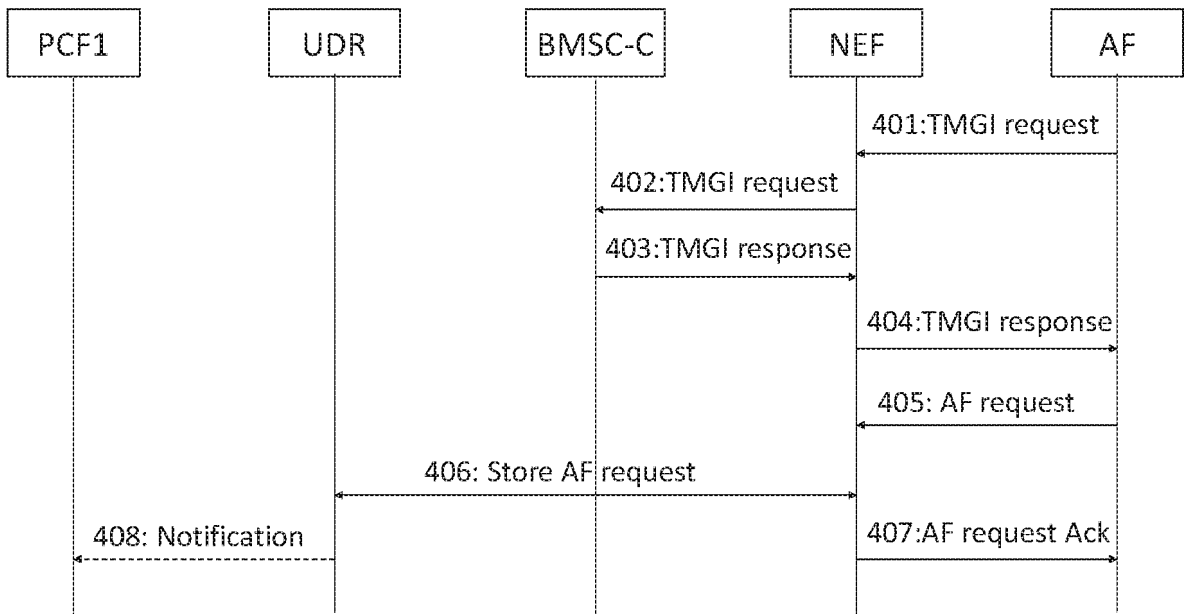 PCF1
UDR
BMSC-C
NEF
AF
401:TMGI request
402:TMGI request
403:TMGI response
404:TMGI response
405: AF request
406: Store AF request
408: Notification
407:AF request Ack